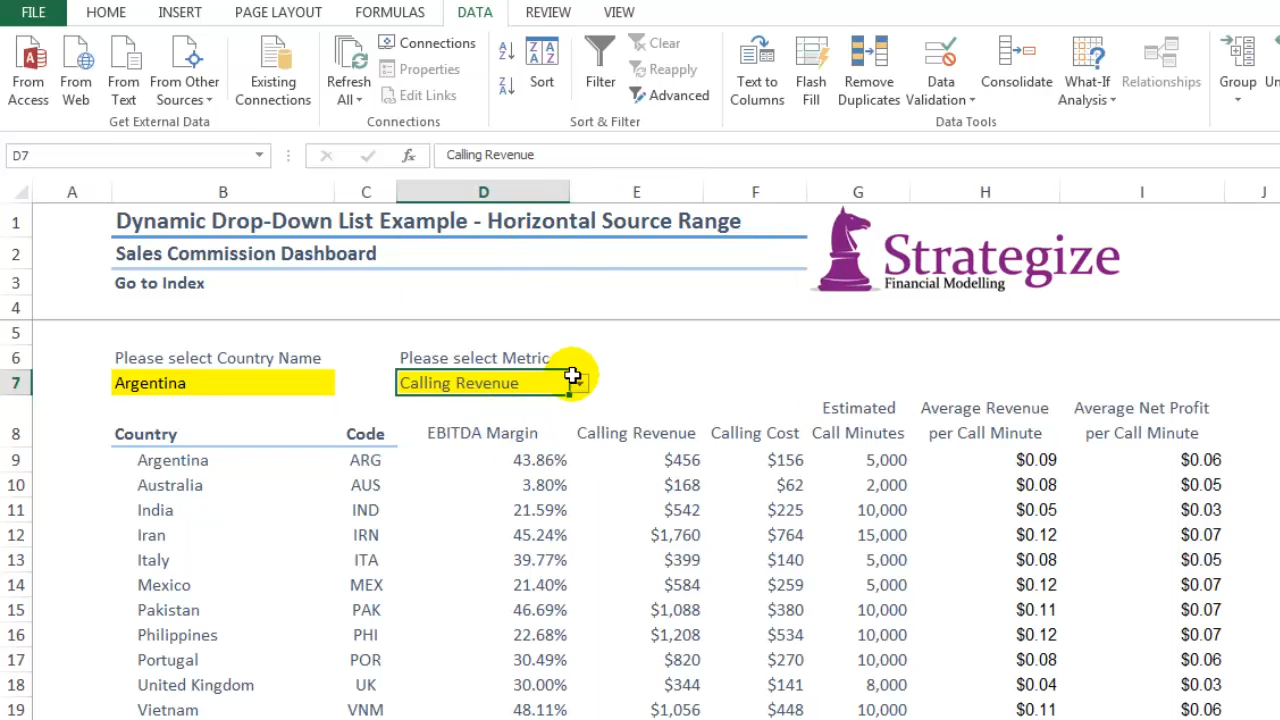 FILE HOME INSERT PAGE LAYOUT FORMULAS DATA REVIEW VIEW
From Access From Web From Text From Other Sources Existing Connections Refresh All Connections Properties Edit Links Sort Filter Clear Reapply Advanced Text to Columns Flash Fill Remove Duplicates Data Validation Consolidate What-If Analysis Relationships Group
Get External Data Connections Sort & Filter Data Tools
D7 fx Calling Revenue
A B C D E F G H I J
1 Dynamic Drop-Down List Example - Horizontal Source Range
2 Sales Commission Dashboard
Strategize
Financial Modelling
3 Go to Index
4
5
6 Please select Country Name Please select Metric
7 Argentina Calling Revenue
Estimated Average Revenue Average Net Profit
8 Country Code EBITDA Margin Calling Revenue Calling Cost Call Minutes per Call Minute per Call Minute
9 Argentina ARG 43.86% $456 $156 5,000 $0.09 $0.06
10 Australia AUS 3.80% $168 $62 2,000 $0.08 $0.05
11 India IND 21.59% $542 $225 10,000 $0.05 $0.03
12 Iran IRN 45.24% $1,760 $764 15,000 $0.12 $0.07
13 Italy ITA 39.77% $399 $140 5,000 $0.08 $0.05
14 Mexico MEX 21.40% $584 $259 5,000 $0.12 $0.07
15 Pakistan PAK 46.69% $1,088 $380 10,000 $0.11 $0.07
16 Philippines PHI 22.68% $1,208 $534 10,000 $0.12 $0.07
17 Portugal POR 30.49% $820 $270 10,000 $0.08 $0.06
18 United Kingdom UK 30.00% $344 $141 8,000 $0.04 $0.03
19 Vietnam VNM 48.11% $1,056 $448 10,000 $0.11 $0.06